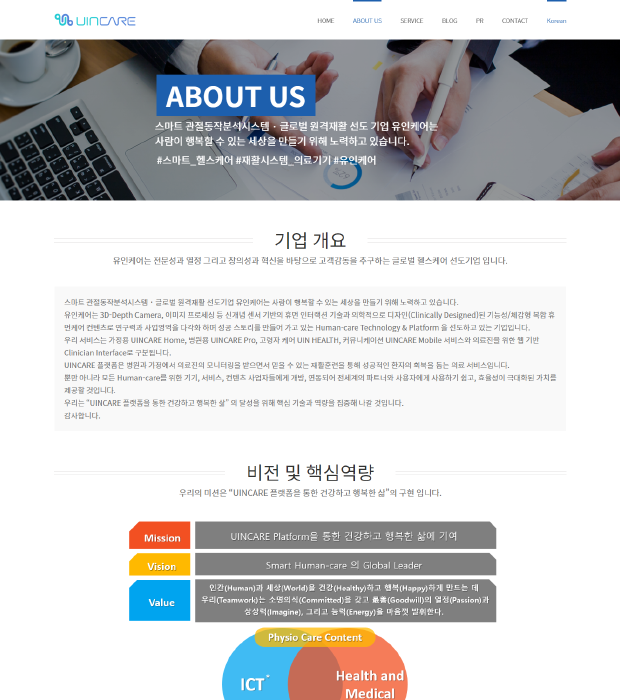 UINCARE
HOME ABOUT US SERVICE BLOG PR CONTACT Korean
ABOUT US
스마트 관절동작분석시스템 · 글로벌 원격재활 선도 기업 유인케어는
사람이 행복할 수 있는 세상을 만들기 위해 노력하고 있습니다.
#스마트_헬스케어 #재활시스템_의료기기 #유인케어
기업 개요
유인케어는 전문성과 열정 그리고 창의성과 혁신을 바탕으로 고객감동을 추구하는 글로벌 헬스케어 선도기업 입니다.
스마트 관절동작분석시스템 · 글로벌 원격재활 선도기업 유인케어는 사람이 행복할 수 있는 세상을 만들기 위해 노력하고 있습니다.
유인케어는 3D-Depth Camera, 이미지 프로세싱 등 신개념 센서 기반의 휴먼 인터랙션 기술과 의학적으로 디자인(Clinically Designed)된 기능성/체감형 복합 휴
먼케어 컨텐츠로 연구력과 사업영역을 다각화 하며 성공 스토리를 만들어 가고 있는 Human-care Technology & Platform 을 선도하고 있는 기업입니다.
우리 서비스는 가정용 UINCARE Home, 병원용 UINCARE Pro, 고령자 케어 UIN HEALTH, 커뮤니케이션 UINCARE Mobile 서비스와 의료진을 위한 웹 기반
Clinician Interlace로 구분됩니다.
UINCARE 플랫폼은 병원과 가정에서 의료진의 모니터링을 받으면서 믿을 수 있는 재활훈련을 통해 성공적인 환자의 회복을 돕는 의료 서비스입니다.
뿐만 아니라 모든 Human-care를 위한 기기, 서비스, 컨텐츠 사업자들에게 개방, 연동되어 전세계의 파트너와 사용자에게 사용하기 쉽고, 효율성이 극대화된 가치를
제공할 것입니다.
우리는 “UINCARE 플랫폼을 통한 건강하고 행복한 삶” 의 달성을 위해 핵심 기술과 역량을 집중해 나갈 것입니다.
감사합니다.
비전 및 핵심역량
우리의 미션은 “UINCARE 플랫폼을 통한 건강하고 행복한 삶”의 구현 입니다.
Mission UINCARE Platform을 통한 건강하고 행복한 삶에 기여
Vision Smart Human-care 의 Global Leader
인간(Human)과 세상(World)을 건강(Healthy)하고 행복(Happy)하게 만드는 데
Value 우리(Teamwork)는 소명의식(Committed)을 갖고 最善(Goodwill)의 열정(Passion)과
상상력(Imagine), 그리고 능력(Energy)을 마음껏 발휘한다.
Physio Care Content
ICT
Health and
Medical